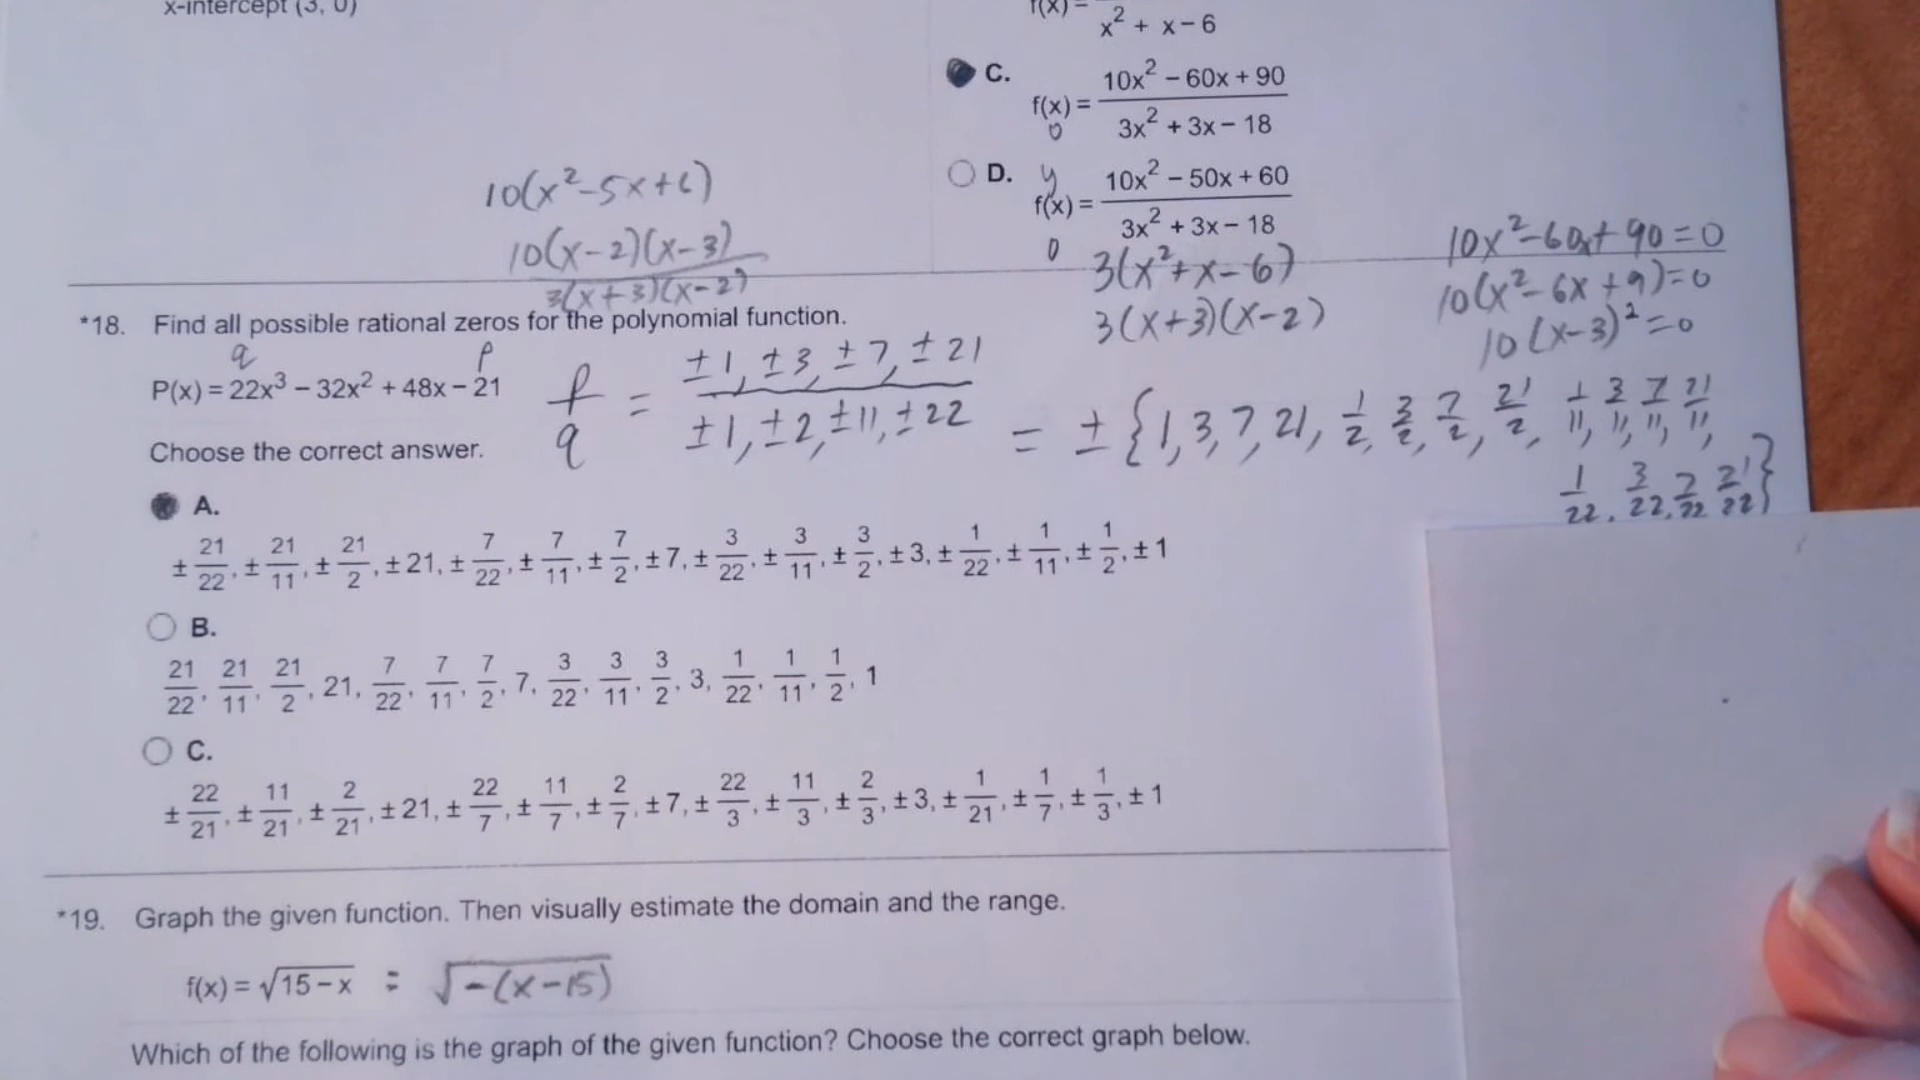 x-intercept (3, 0)
f(x) =
x² + x − 6
C.
f(x) = (10x² − 60x + 90)/(3x² + 3x − 18)
0
D.
y
f(x) = (10x² − 50x + 60)/(3x² + 3x − 18)
0
3(x²+x−6)
3(x+3)(x−2)
10(x²−5x+6)
10(x−2)(x−3)
3(x+3)(x−2)
10x²−60x+90=0
10(x²−6x+9)=0
10(x−3)²=0
*18. Find all possible rational zeros for the polynomial function.
q p
P(x) = 22x³ − 32x² + 48x − 21
p/q = (±1, ±3, ±7, ±21)/(±1, ±2, ±11, ±22) = ±{1, 3, 7, 21, 1/2, 3/2, 7/2, 21/2, 1/11, 3/11, 7/11, 21/11,
1/22, 3/22, 7/22, 21/22}
Choose the correct answer.
A.
± 21/22, ± 21/11, ± 21/2, ± 21, ± 7/22, ± 7/11, ± 7/2, ± 7, ± 3/22, ± 3/11, ± 3/2, ± 3, ± 1/22, ± 1/11, ± 1/2, ± 1
B.
21/22, 21/11, 21/2, 21, 7/22, 7/11, 7/2, 7, 3/22, 3/11, 3/2, 3, 1/22, 1/11, 1/2, 1
C.
± 22/21, ± 11/21, ± 2/21, ± 21, ± 22/7, ± 11/7, ± 2/7, ± 7, ± 22/3, ± 11/3, ± 2/3, ± 3, ± 1/21, ± 1/7, ± 1/3, ± 1
*19. Graph the given function. Then visually estimate the domain and the range.
f(x) = √(15 − x) = √(−(x−15))
Which of the following is the graph of the given function? Choose the correct graph below.